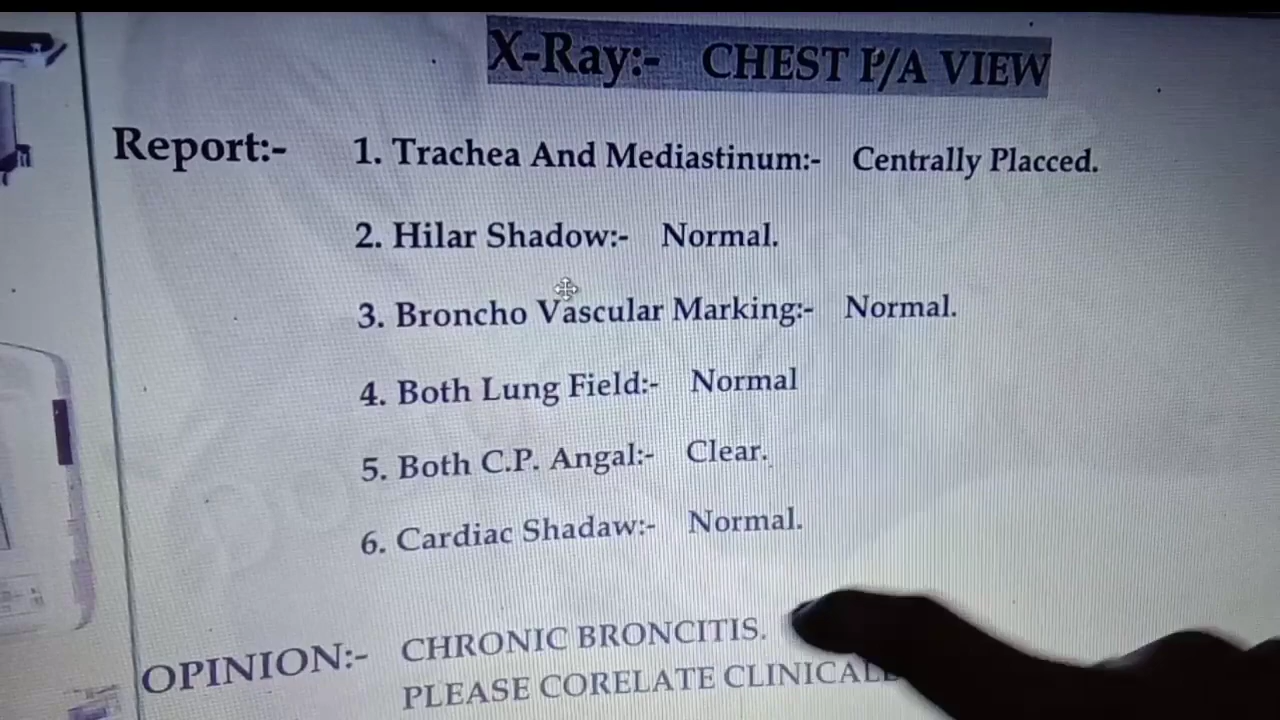 X-Ray:- CHEST P/A VIEW
Report:- 1. Trachea And Mediastinum:- Centrally Placced.
2. Hilar Shadow:- Normal.
3. Broncho Vascular Marking:- Normal.
4. Both Lung Field:- Normal
5. Both C.P. Angal:- Clear.
6. Cardiac Shadaw:- Normal.
OPINION:- CHRONIC BRONCITIS.
PLEASE CORELATE